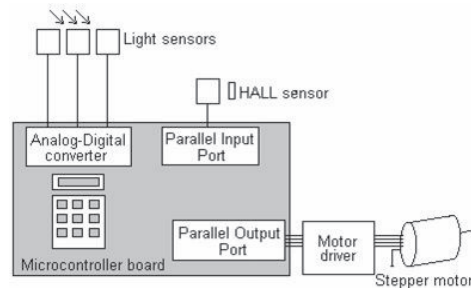 Light sensors
HALL sensor
Analog-Digital
converter
Parallel Input
Port
Parallel Output
Port
Motor
driver
Microcontroller board
Stepper motor